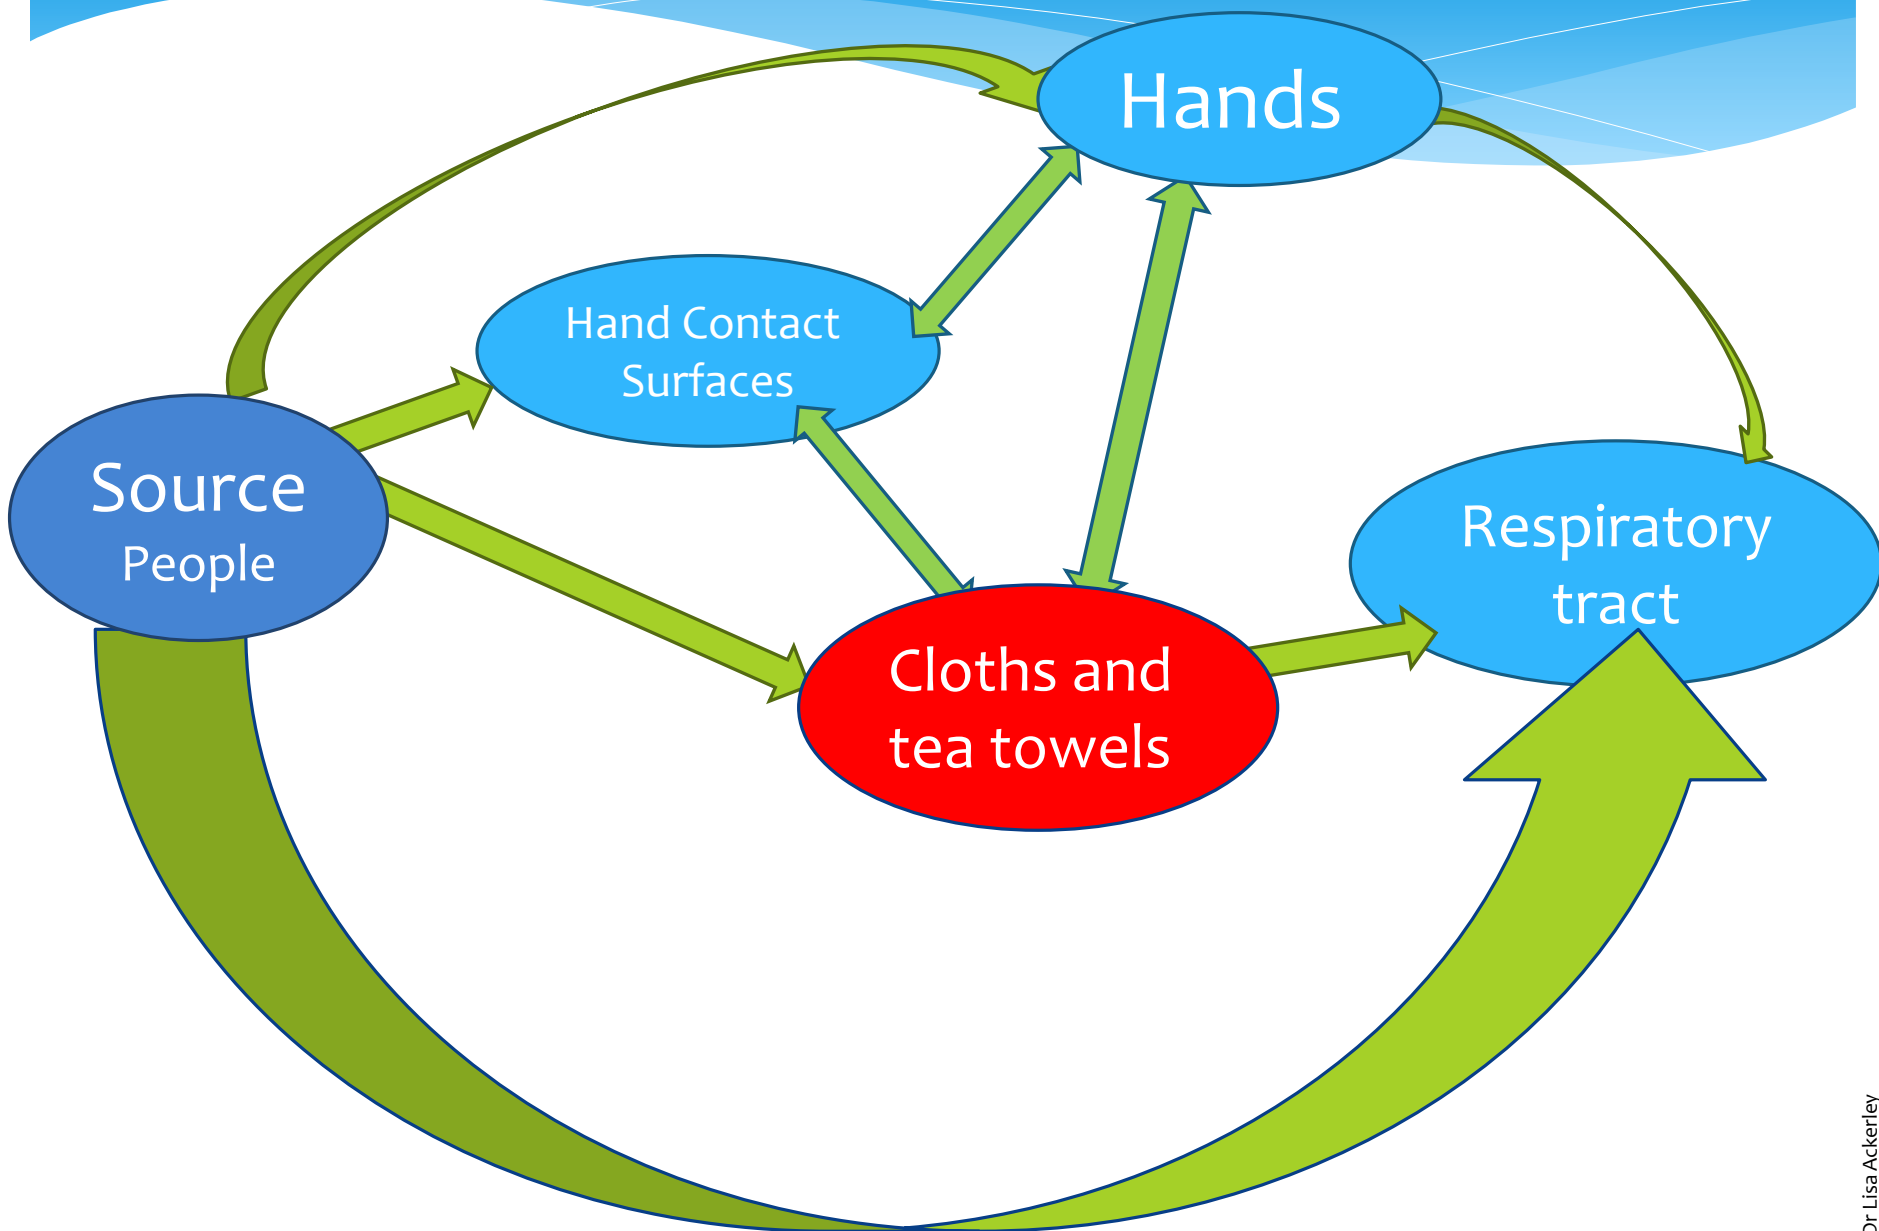 Hands
Hand Contact
Surfaces
Source
People
Respiratory
tract
Cloths and
tea towels
Dr Lisa Ackerley